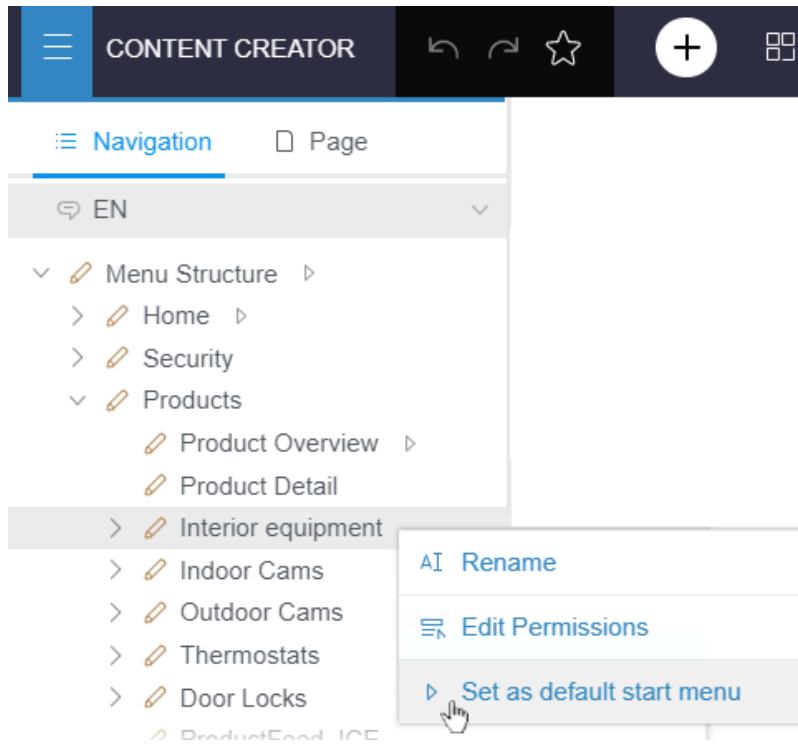 CONTENT CREATOR
Navigation Page
EN
Menu Structure
Home
Security
Products
Product Overview
Product Detail
Interior equipment
Rename
Indoor Cams
Outdoor Cams
Edit Permissions
Thermostats
Set as default start menu
Door Locks
ProductFeed_ICE